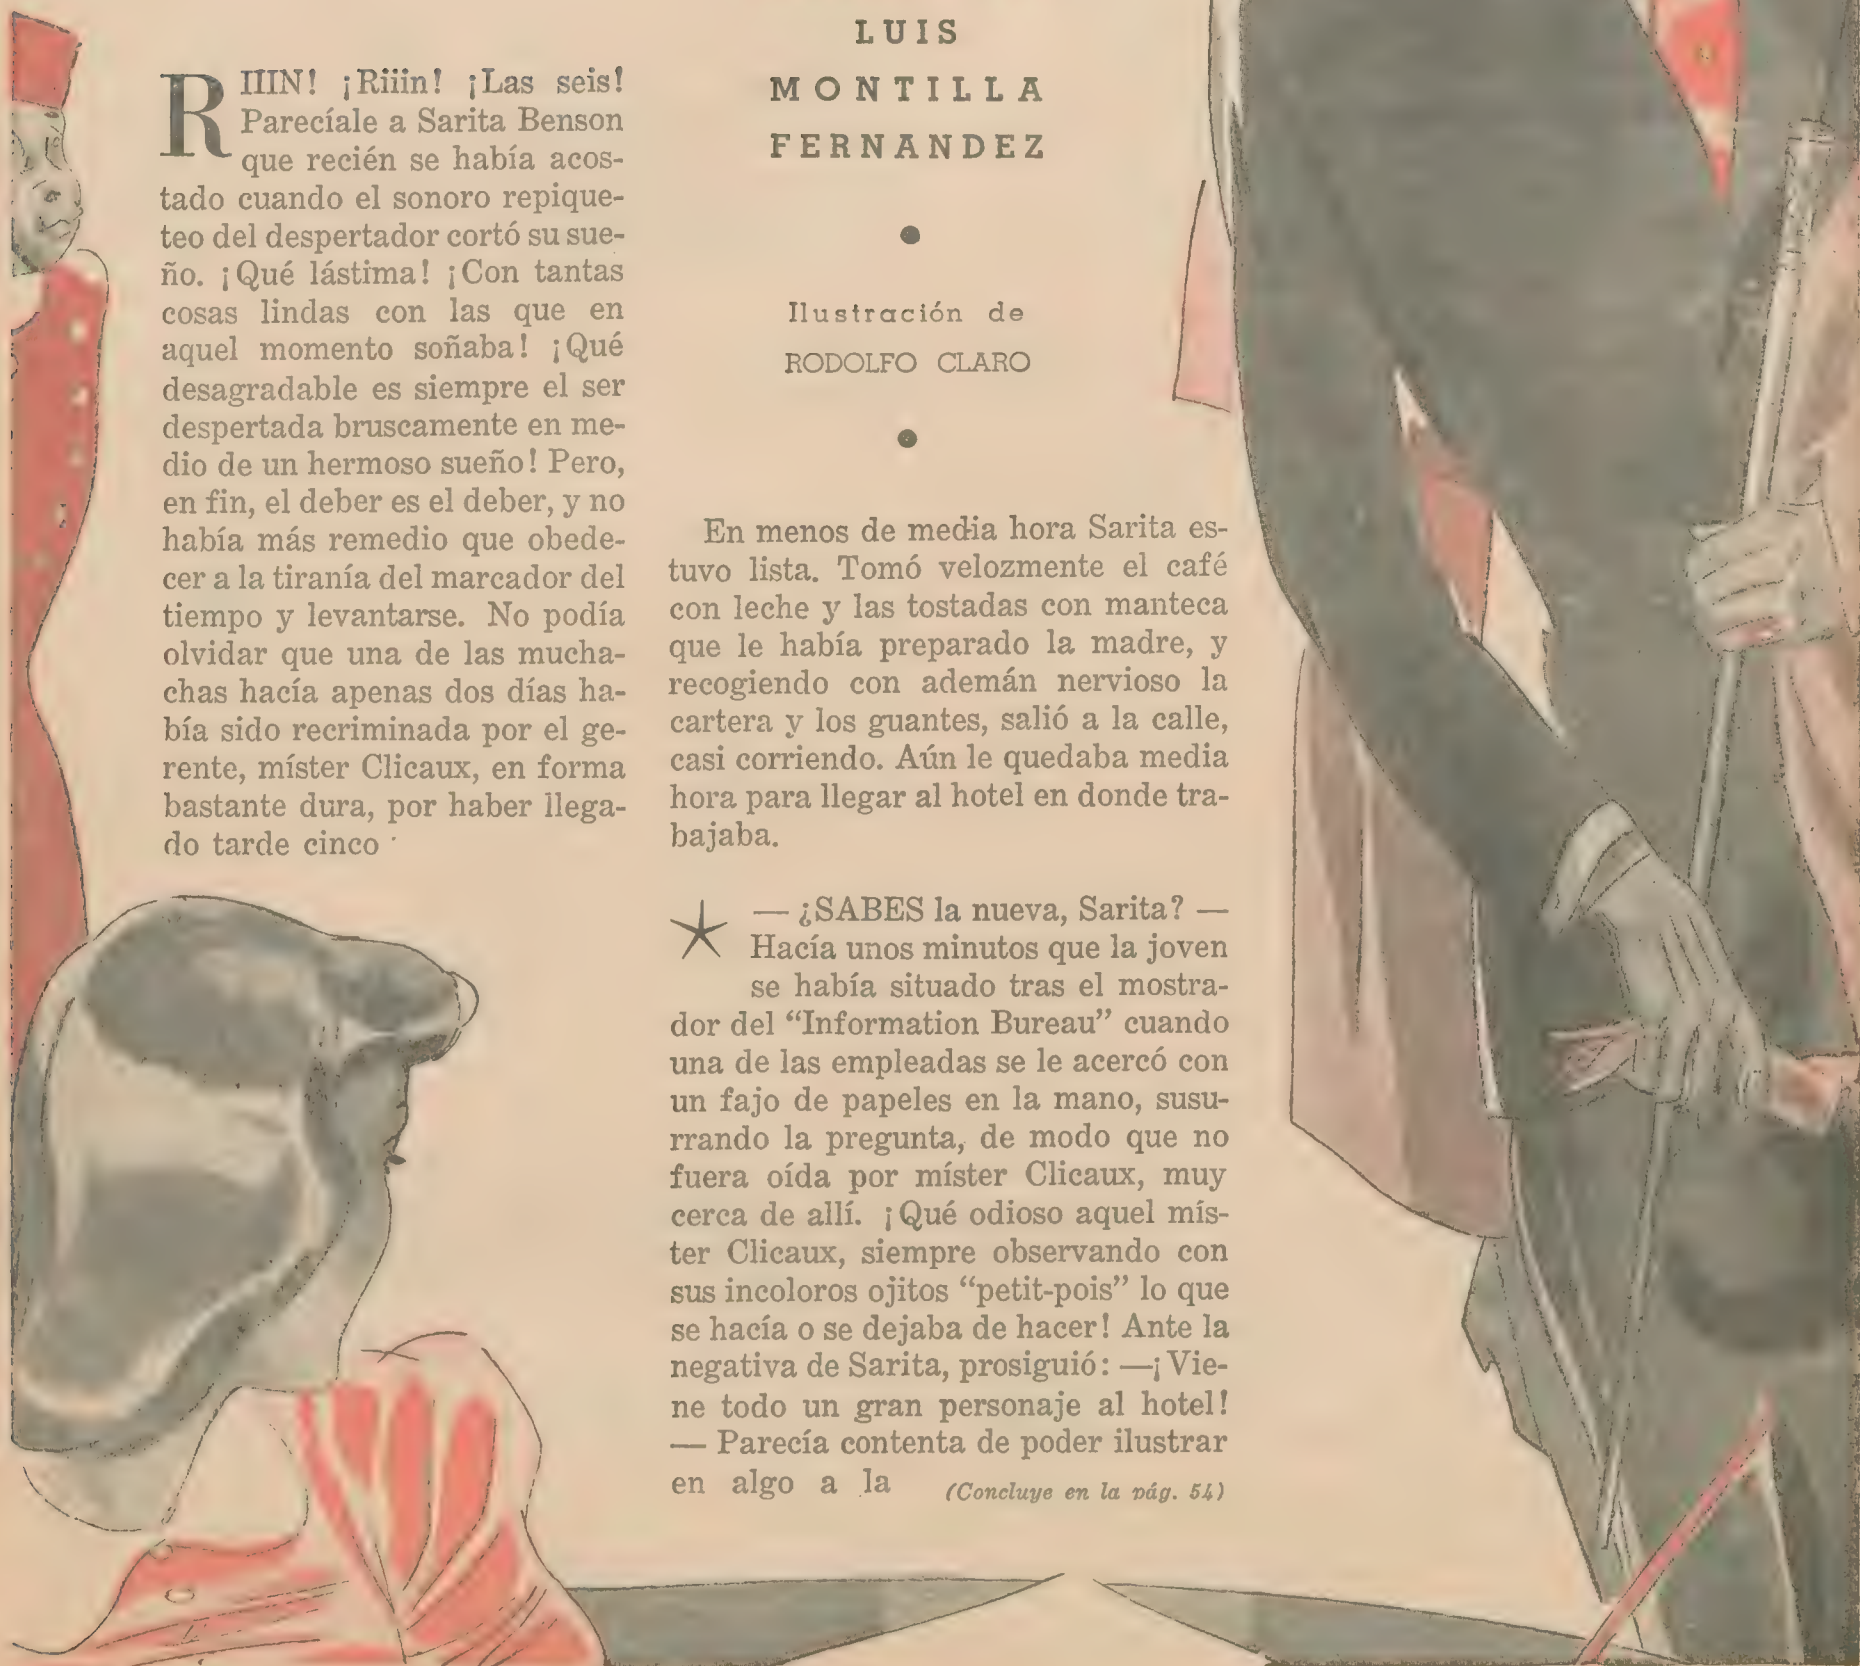 LUIS
MONTILLA
FERNANDEZ
Ilustración de
RODOLFO CLARO
RIIIN! ¡Riiin! ¡Las seis!
Parecíale a Sarita Benson
que recién se había acos-
tado cuando el sonoro repique-
teo del despertador cortó su sue-
ño. ¡Qué lástima! ¡Con tantas
cosas lindas con las que en
aquel momento soñaba! ¡Qué
desagradable es siempre el ser
despertada bruscamente en me-
dio de un hermoso sueño! Pero,
en fin, el deber es el deber, y no
había más remedio que obede-
cer a la tiranía del marcador del
tiempo y levantarse. No podía
olvidar que una de las mucha-
chas hacía apenas dos días ha-
bía sido recriminada por el ge-
rente, míster Clicaux, en forma
bastante dura, por haber llega-
do tarde cinco
En menos de media hora Sarita es-
tuvo lista. Tomó velozmente el café
con leche y las tostadas con manteca
que le había preparado la madre, y
recogiendo con ademán nervioso la
cartera y los guantes, salió a la calle,
casi corriendo. Aún le quedaba media
hora para llegar al hotel en donde tra-
bajaba.
— ¿SABES la nueva, Sarita? —
Hacía unos minutos que la joven
se había situado tras el mostra-
dor del “Information Bureau” cuando
una de las empleadas se le acercó con
un fajo de papeles en la mano, susu-
rrando la pregunta, de modo que no
fuera oída por míster Clicaux, muy
cerca de allí. ¡Qué odioso aquel mís-
ter Clicaux, siempre observando con
sus incoloros ojitos “petit-pois” lo que
se hacía o se dejaba de hacer! Ante la
negativa de Sarita, prosiguió: —¡Vie-
ne todo un gran personaje al hotel!
— Parecía contenta de poder ilustrar
en algo a la (Concluye en la pág. 54)